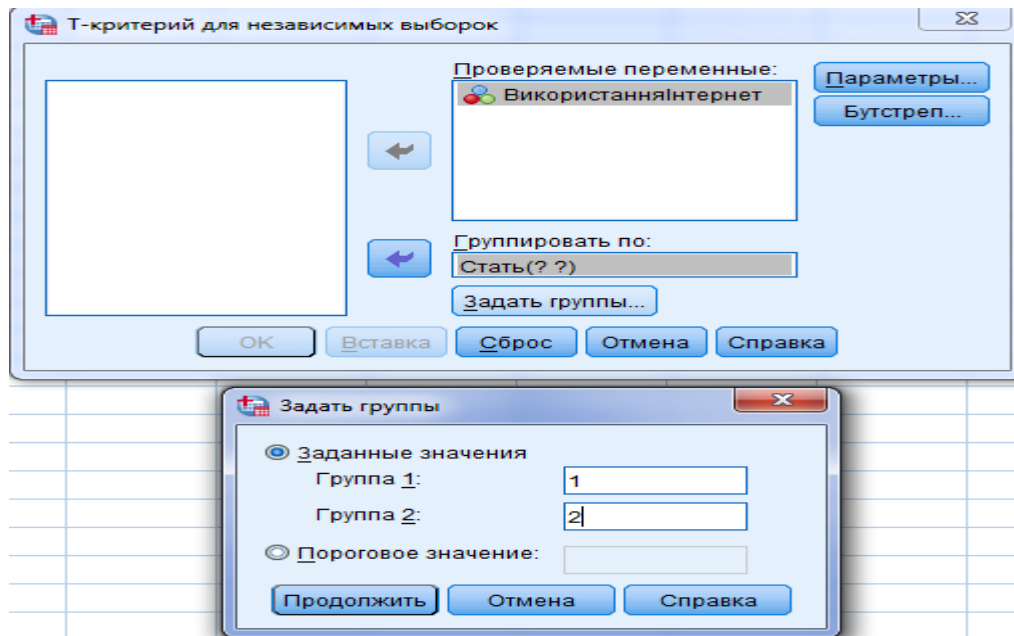 Т-критерий для независимых выборок
Проверяемые переменные:
ВикористанняІнтернет
Параметры...
Бутстреп...
Группировать по:
Стать(? ?)
Задать группы...
OK Вставка Сброс Отмена Справка
Задать группы
Заданные значения
Группа 1: 1
Группа 2: 2
Пороговое значение:
Продолжить Отмена Справка